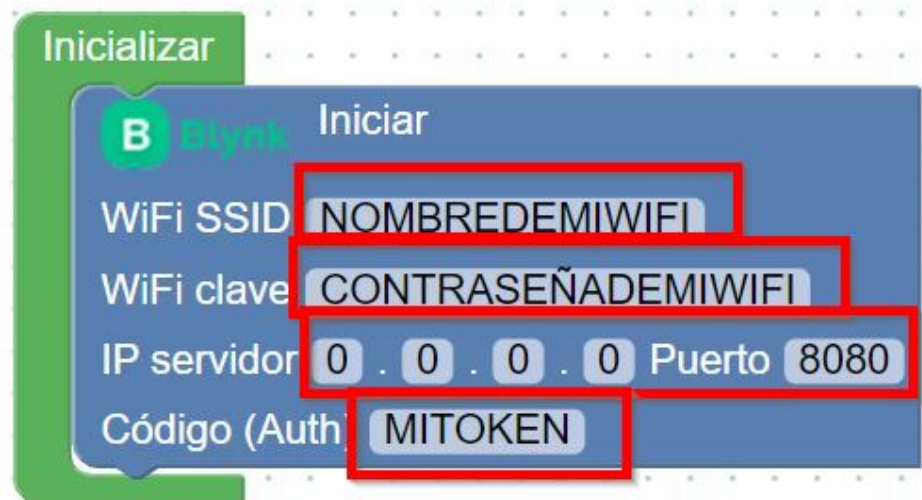 Inicializar
B Blynk Iniciar
WiFi SSID NOMBREDEMIWIFI
WiFi clave CONTRASEÑADEMIWIFI
IP servidor 0 . 0 . 0 . 0 Puerto 8080
Código (Auth) MITOKEN